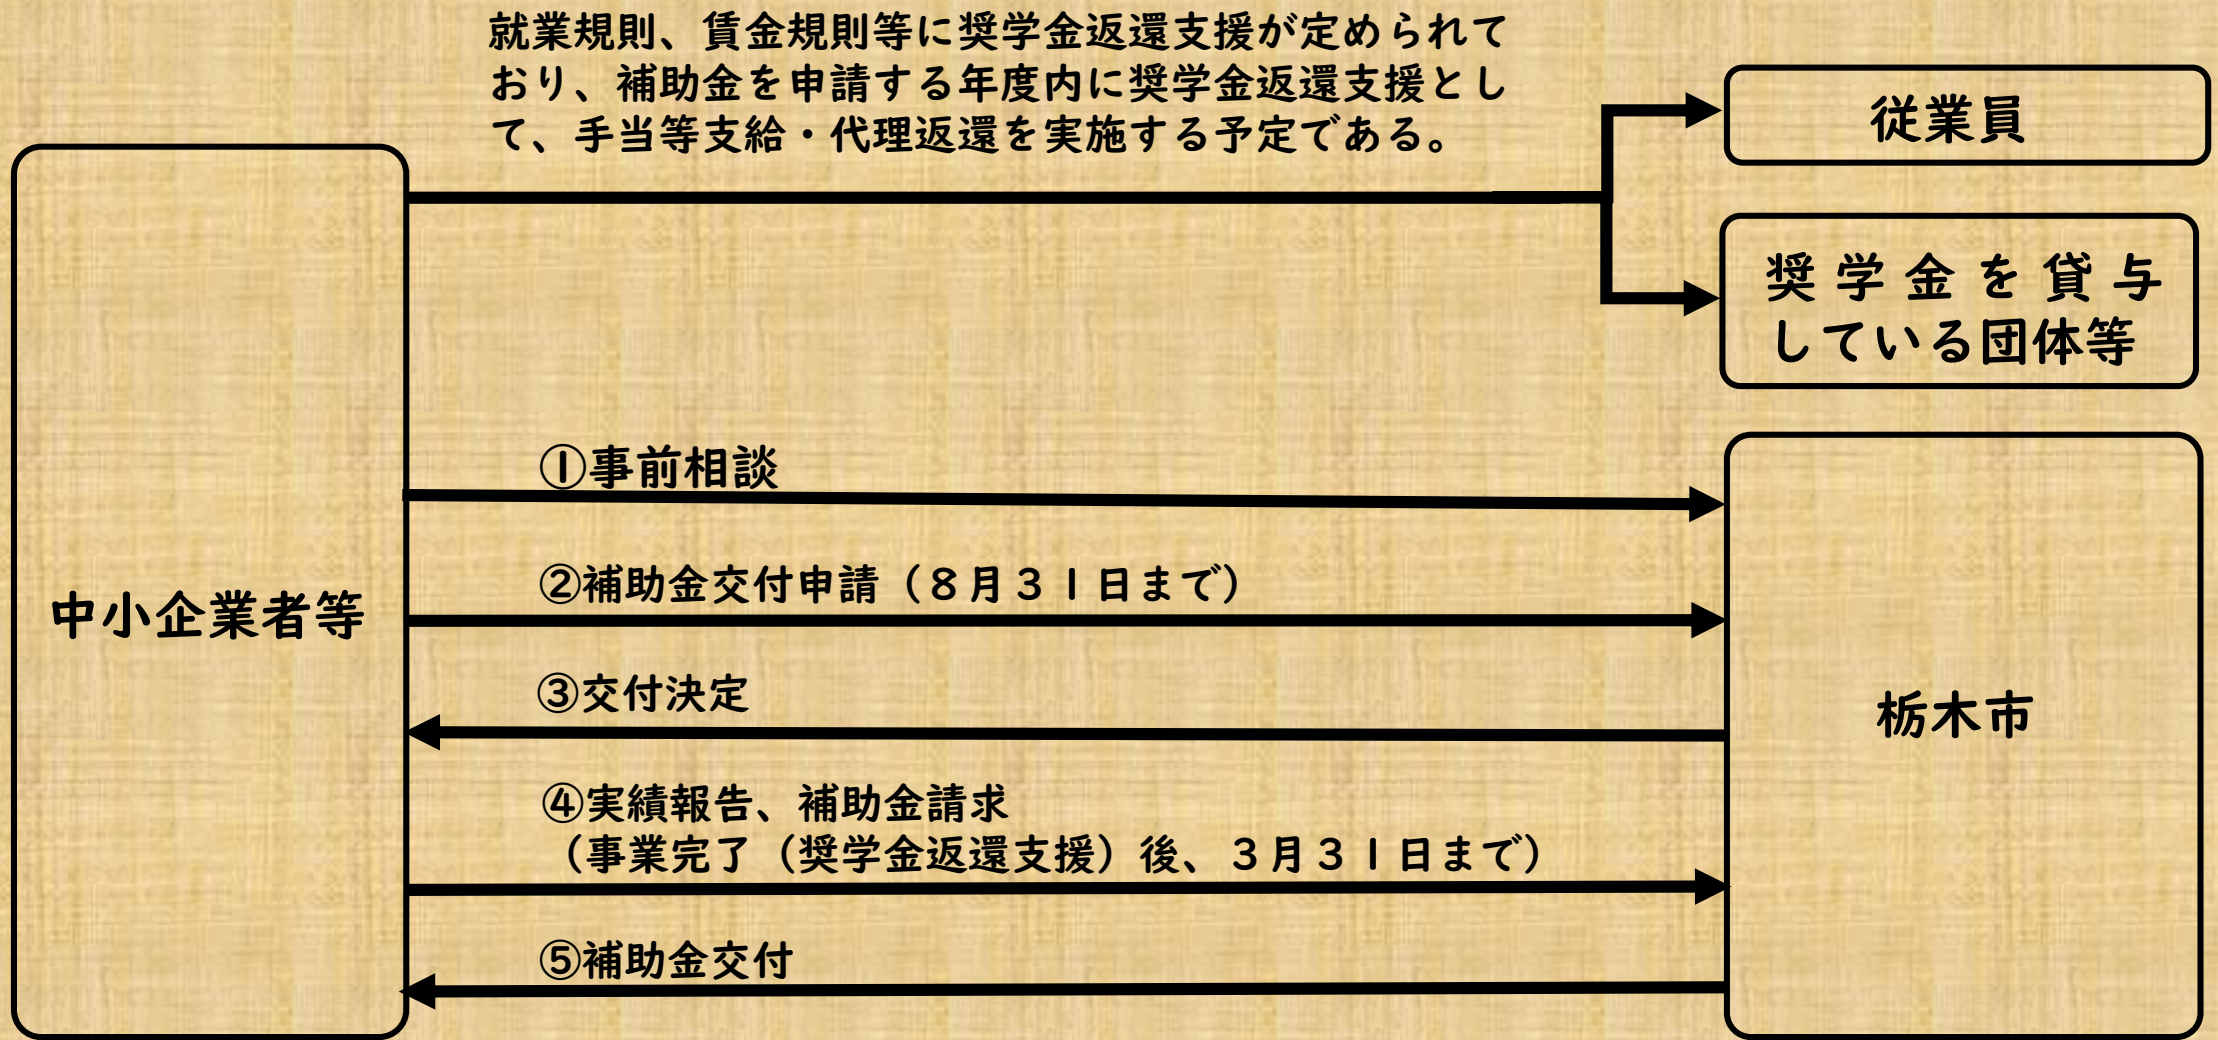 就業規則、賃金規則等に奨学金返還支援が定められて
おり、補助金を申請する年度内に奨学金返還支援とし
て、手当等支給・代理返還を実施する予定である。
従業員
奨学金を貸与
している団体等
中小企業者等
①事前相談
②補助金交付申請（８月３１日まで）
③交付決定
④実績報告、補助金請求
（事業完了（奨学金返還支援）後、３月３１日まで）
⑤補助金交付
栃木市